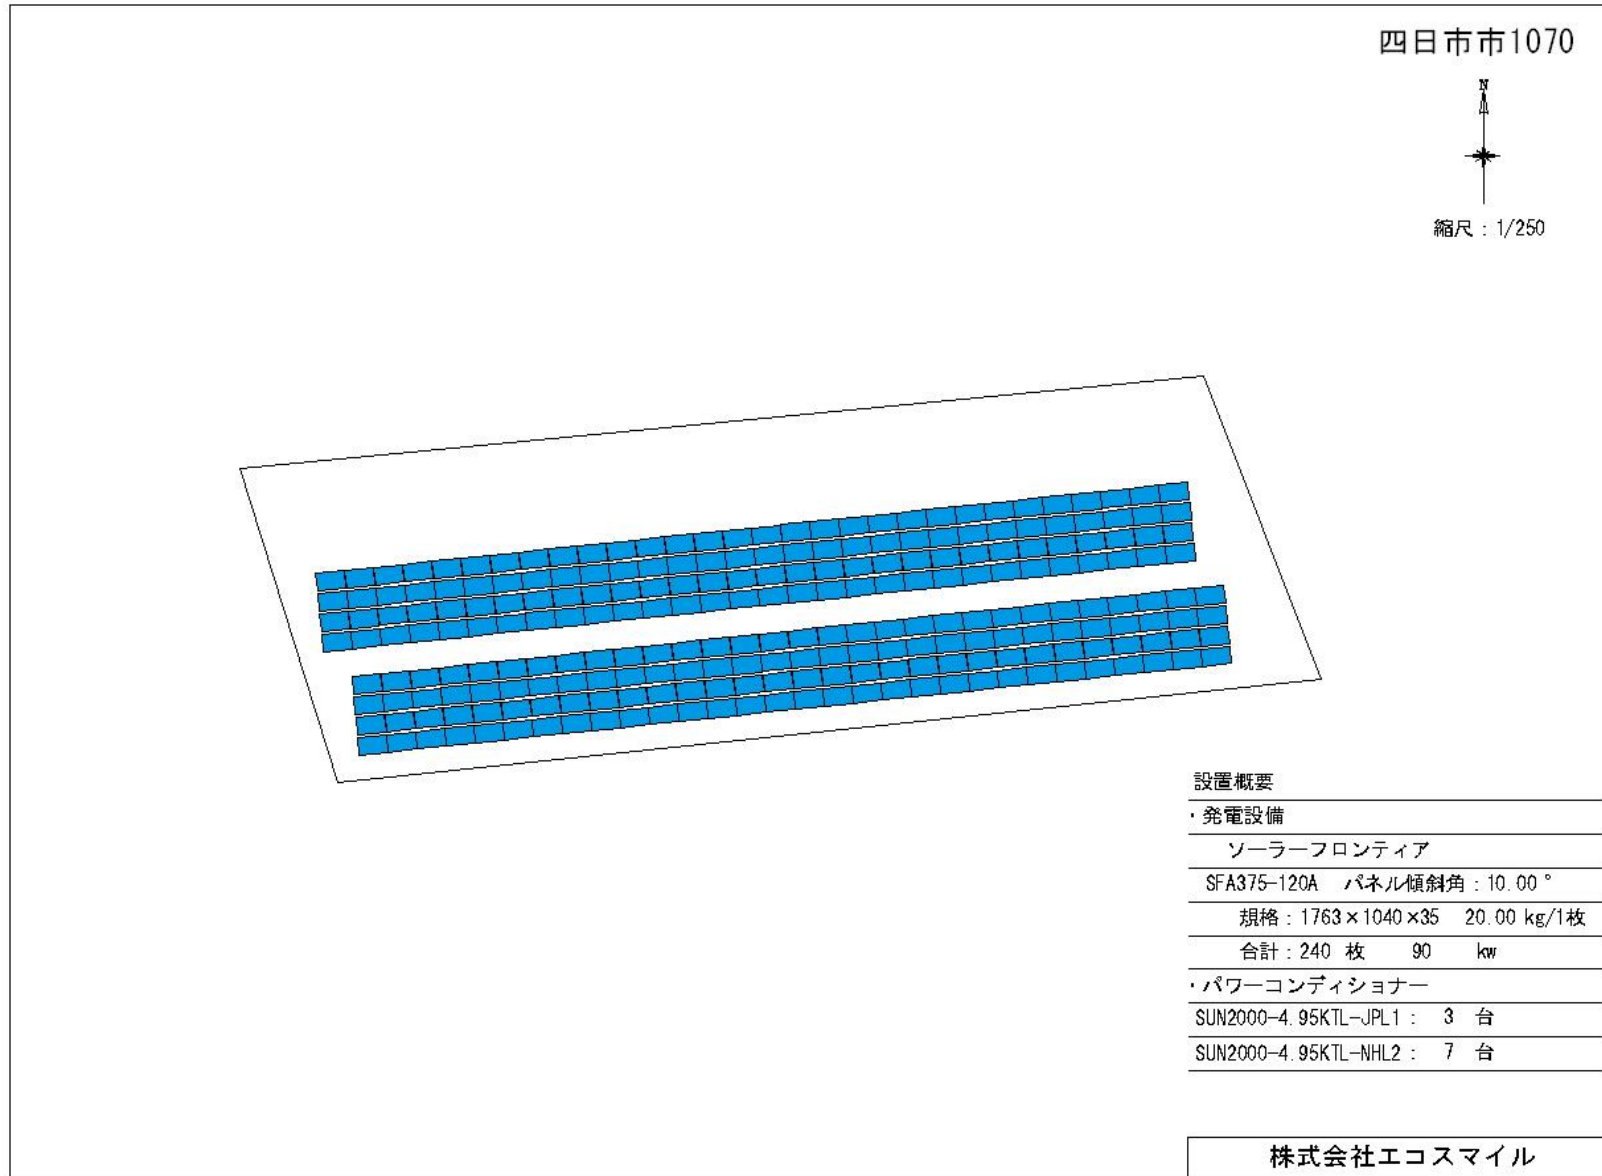 四日市市1070
N
縮尺：1/250
設置概要
・発電設備
ソーラーフロンティア
SFA375-120A パネル傾斜角：10.00°
規格：1763×1040×35 20.00 kg/1枚
合計：240 枚 90 kw
・パワーコンディショナー
SUN2000-4.95KTL-JPL1： 3 台
SUN2000-4.95KTL-NHL2： 7 台
株式会社エコスマイル